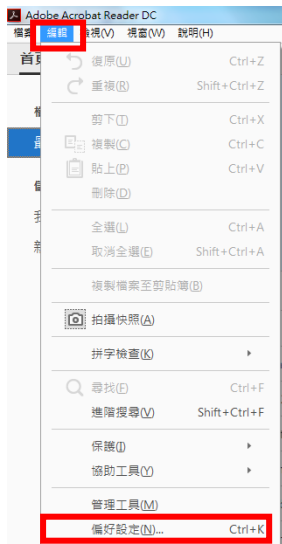 Adobe Acrobat Reader DC
檔案 編輯 檢視(V) 視窗(W) 說明(H)
首頁
復原(U) Ctrl+Z
重複(R) Shift+Ctrl+Z
剪下(T) Ctrl+X
複製(C) Ctrl+C
貼上(P) Ctrl+V
刪除(D)
全選(L) Ctrl+A
取消全選(E) Shift+Ctrl+A
複製檔案至剪貼簿(B)
拍攝快照(A)
拼字檢查(K)
尋找(F) Ctrl+F
進階搜尋(V) Shift+Ctrl+F
保護(I)
協助工具(Y)
管理工具(M)
偏好設定(N)... Ctrl+K